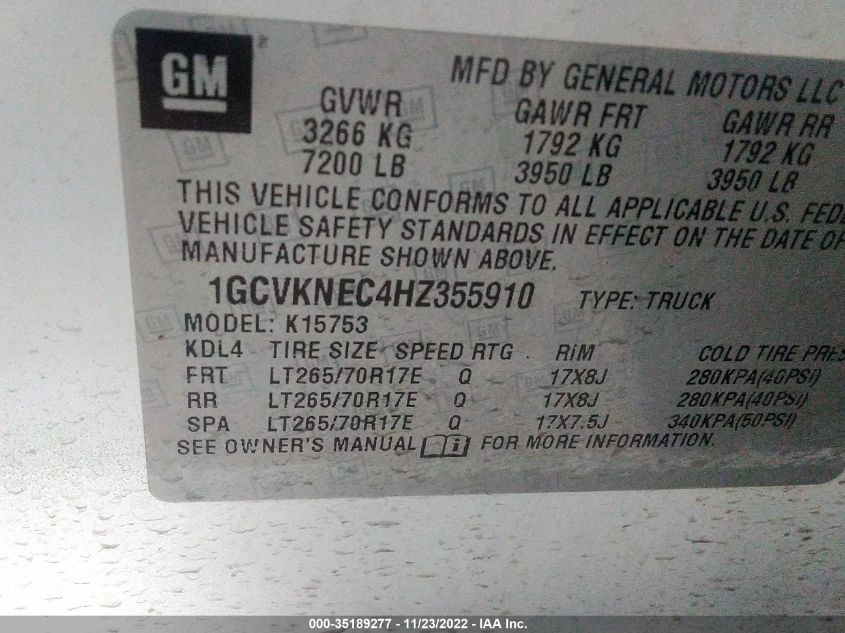 GM
MFD BY GENERAL MOTORS LLC
GVWR GAWR FRT GAWR RR
3266 KG 1792 KG 1792 KG
7200 LB 3950 LB 3950 LB
THIS VEHICLE CONFORMS TO ALL APPLICABLE U.S. FEDE
VEHICLE SAFETY STANDARDS IN EFFECT ON THE DATE OF
MANUFACTURE SHOWN ABOVE.
1GCVKNEC4HZ355910 TYPE: TRUCK
MODEL: K15753
KDL4 TIRE SIZE SPEED RTG RIM COLD TIRE PRES
FRT LT265/70R17E Q 17X8J 280KPA(40PSI)
RR LT265/70R17E Q 17X8J 280KPA(40PSI)
SPA LT265/70R17E Q 17X7.5J 340KPA(50PSI)
SEE OWNER'S MANUAL FOR MORE INFORMATION.
000-35189277 - 11/23/2022 - IAA Inc.